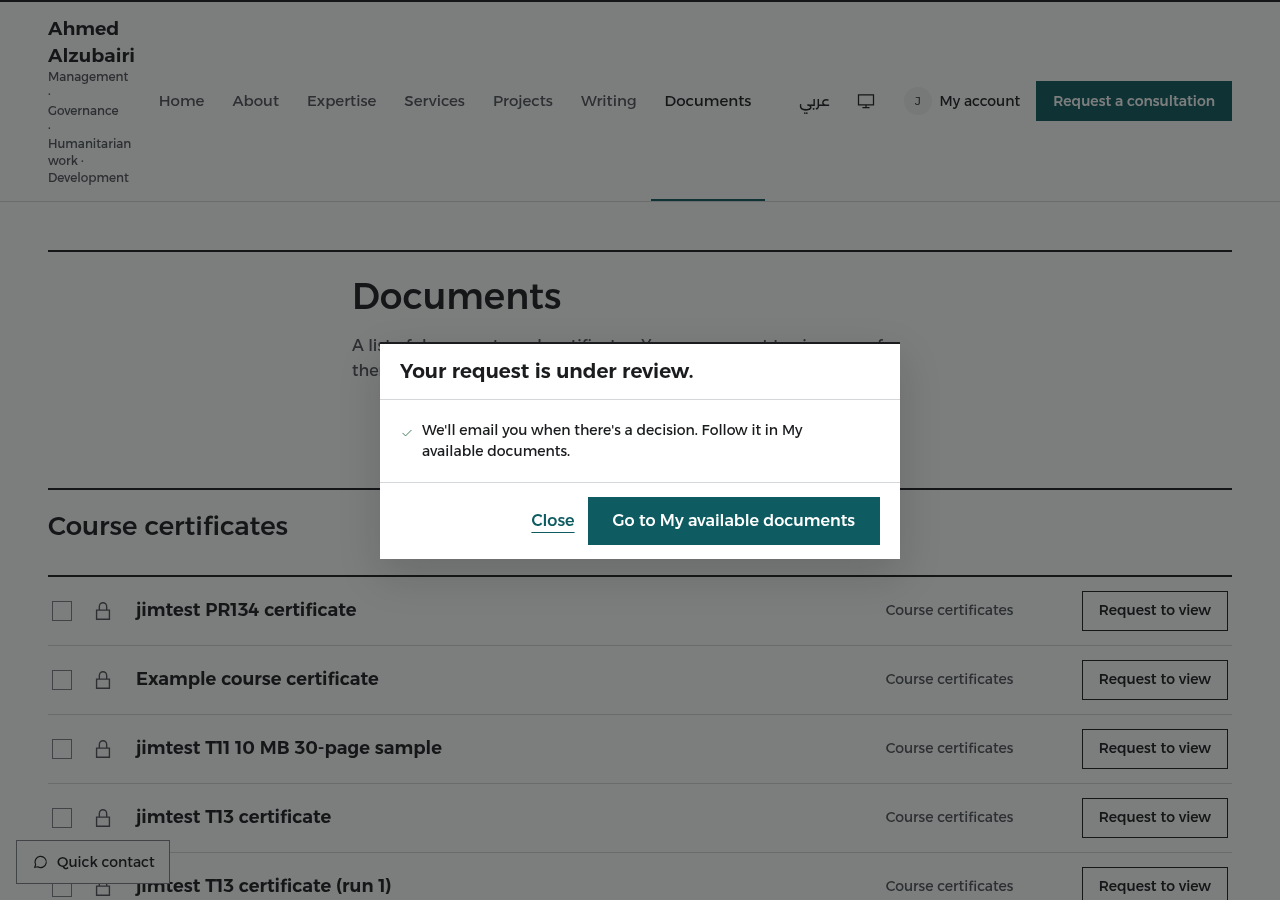 Ahmed
Alzubairi
Management
·
Governance
·
Humanitarian
work ·
Development
Home
About
Expertise
Services
Projects
Writing
Documents
عربي
J
My account
Request a consultation
Documents
A li
the
Your request is under review.
We'll email you when there's a decision. Follow it in My
available documents.
Close
Go to My available documents
Course certificates
jimtest PR134 certificate
Course certificates
Request to view
Example course certificate
Course certificates
Request to view
jimtest T11 10 MB 30-page sample
Course certificates
Request to view
jimtest T13 certificate
Course certificates
Request to view
Quick contact
jimtest T13 certificate (run 1)
Course certificates
Request to view